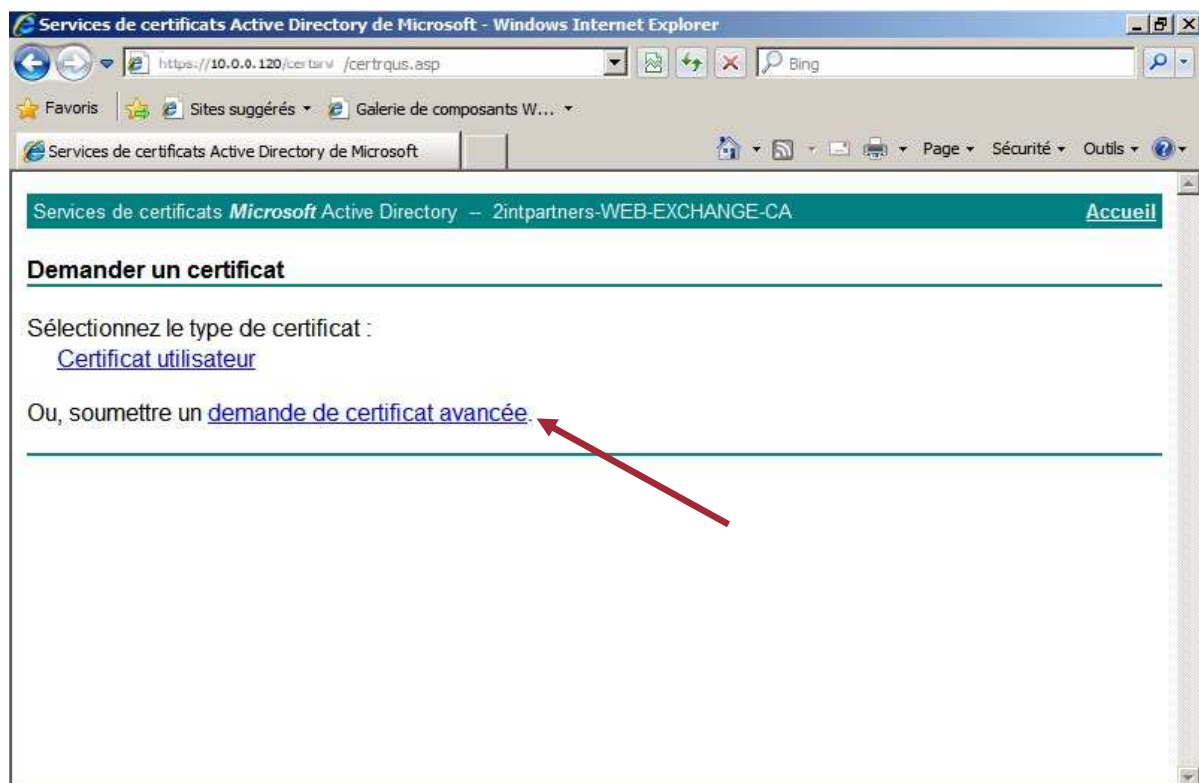 Services de certificats Active Directory de Microsoft - Windows Internet Explorer
https://10.0.0.120/certsrv /certrqus.asp
Bing
Favoris Sites suggérés Galerie de composants W...
Services de certificats Active Directory de Microsoft Page Sécurité Outils
Services de certificats Microsoft Active Directory -- 2intpartners-WEB-EXCHANGE-CA Accueil
Demander un certificat
Sélectionnez le type de certificat :
Certificat utilisateur
Ou, soumettre un demande de certificat avancée.